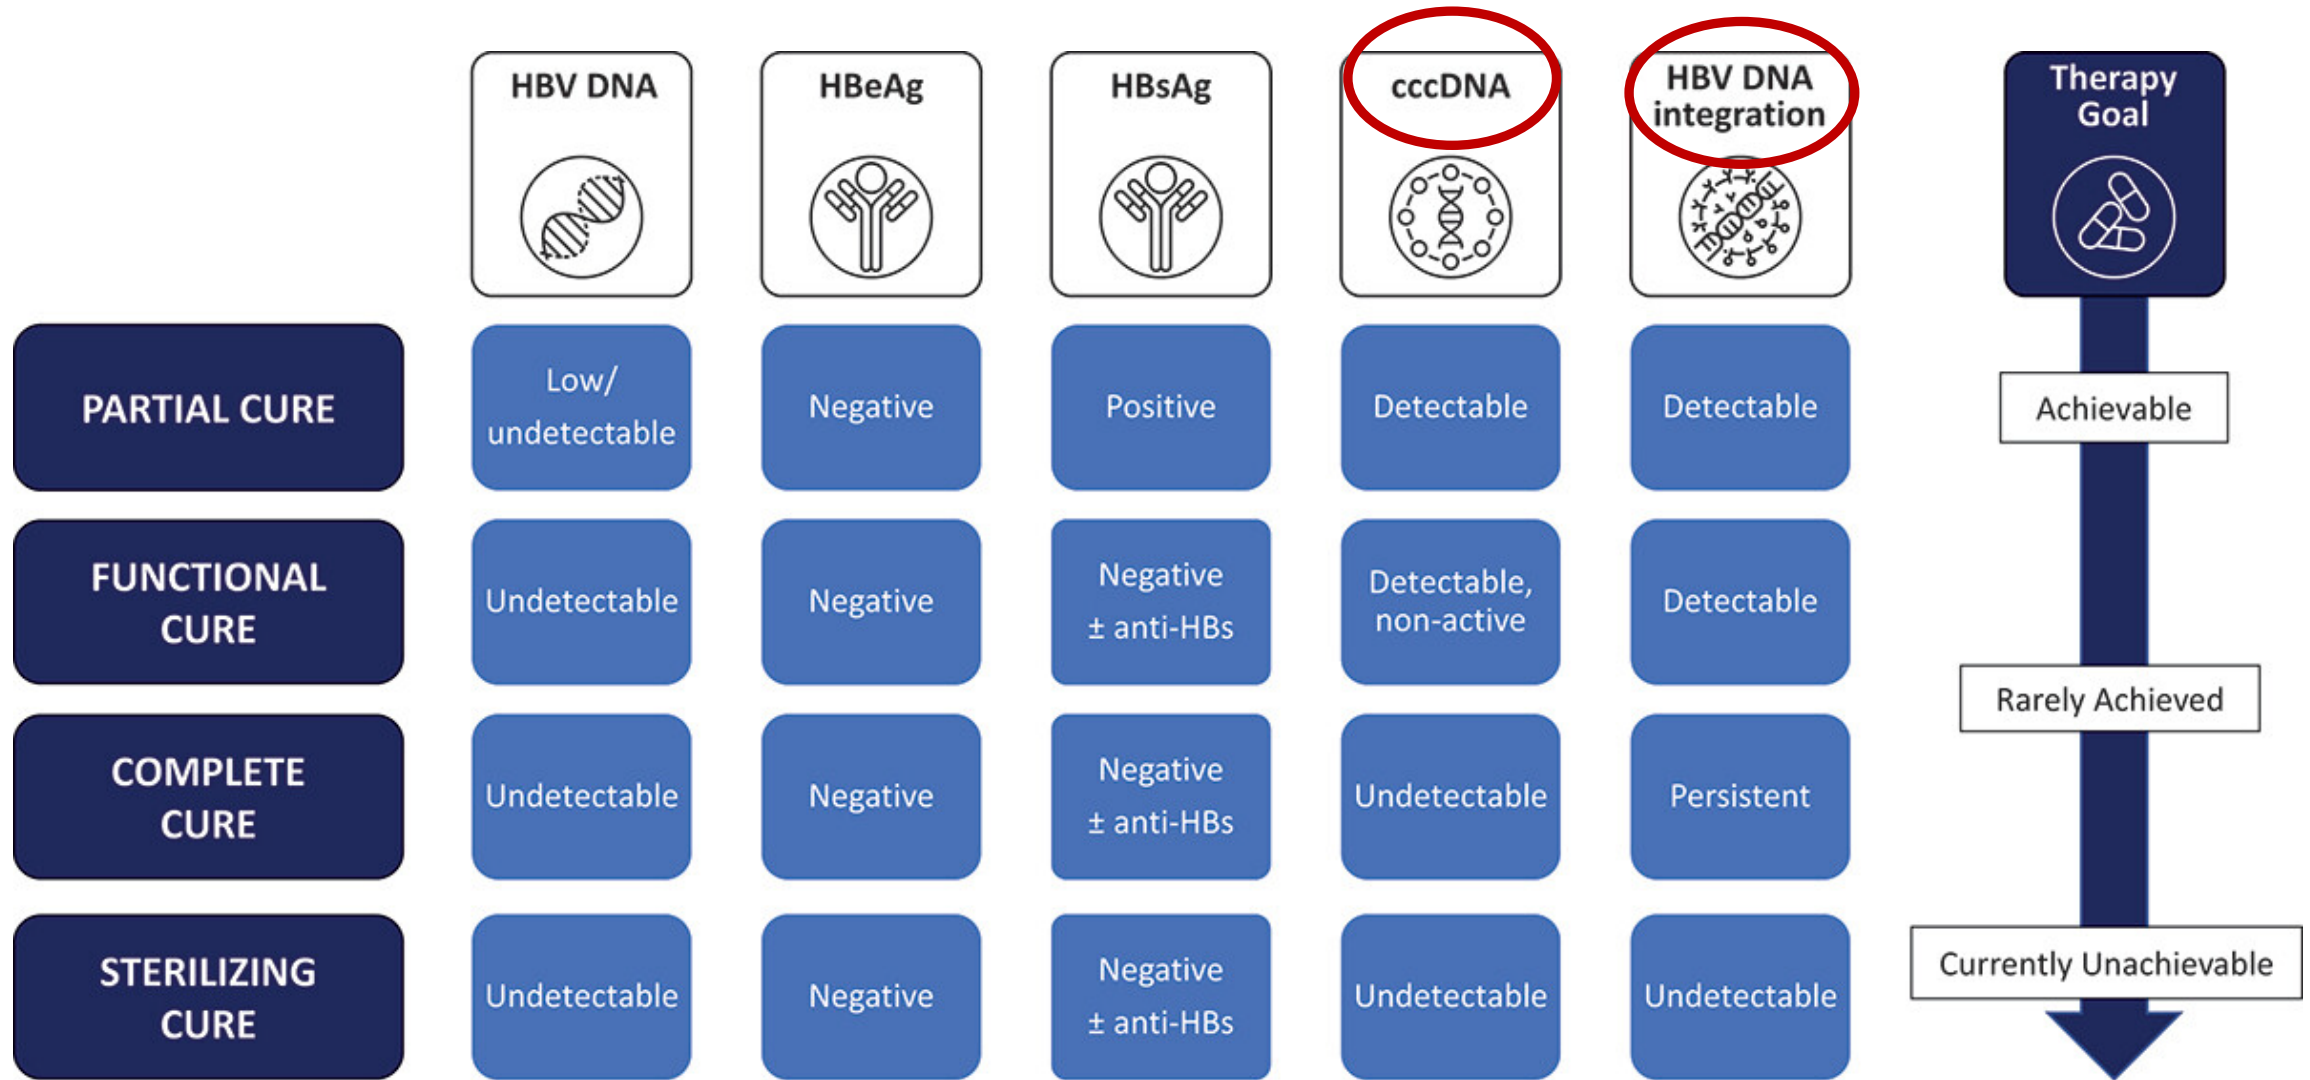 HBV DNA
HBeAg
HBsAg
cccDNA
HBV DNA
integration
Therapy
Goal
PARTIAL CURE
Low/
undetectable
Negative
Positive
Detectable
Detectable
Achievable
FUNCTIONAL
CURE
Undetectable
Negative
Negative
± anti-HBs
Detectable,
non-active
Detectable
Rarely Achieved
COMPLETE
CURE
Undetectable
Negative
Negative
± anti-HBs
Undetectable
Persistent
STERILIZING
CURE
Undetectable
Negative
Negative
± anti-HBs
Undetectable
Undetectable
Currently Unachievable